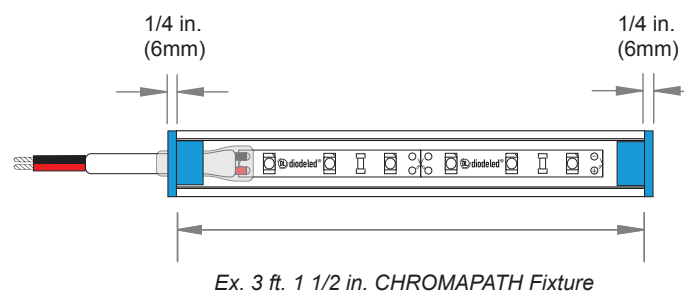 1/4 in.
(6mm)
1/4 in.
(6mm)
diodeled®
diodeled®
Ex. 3 ft. 1 1/2 in. CHROMAPATH Fixture